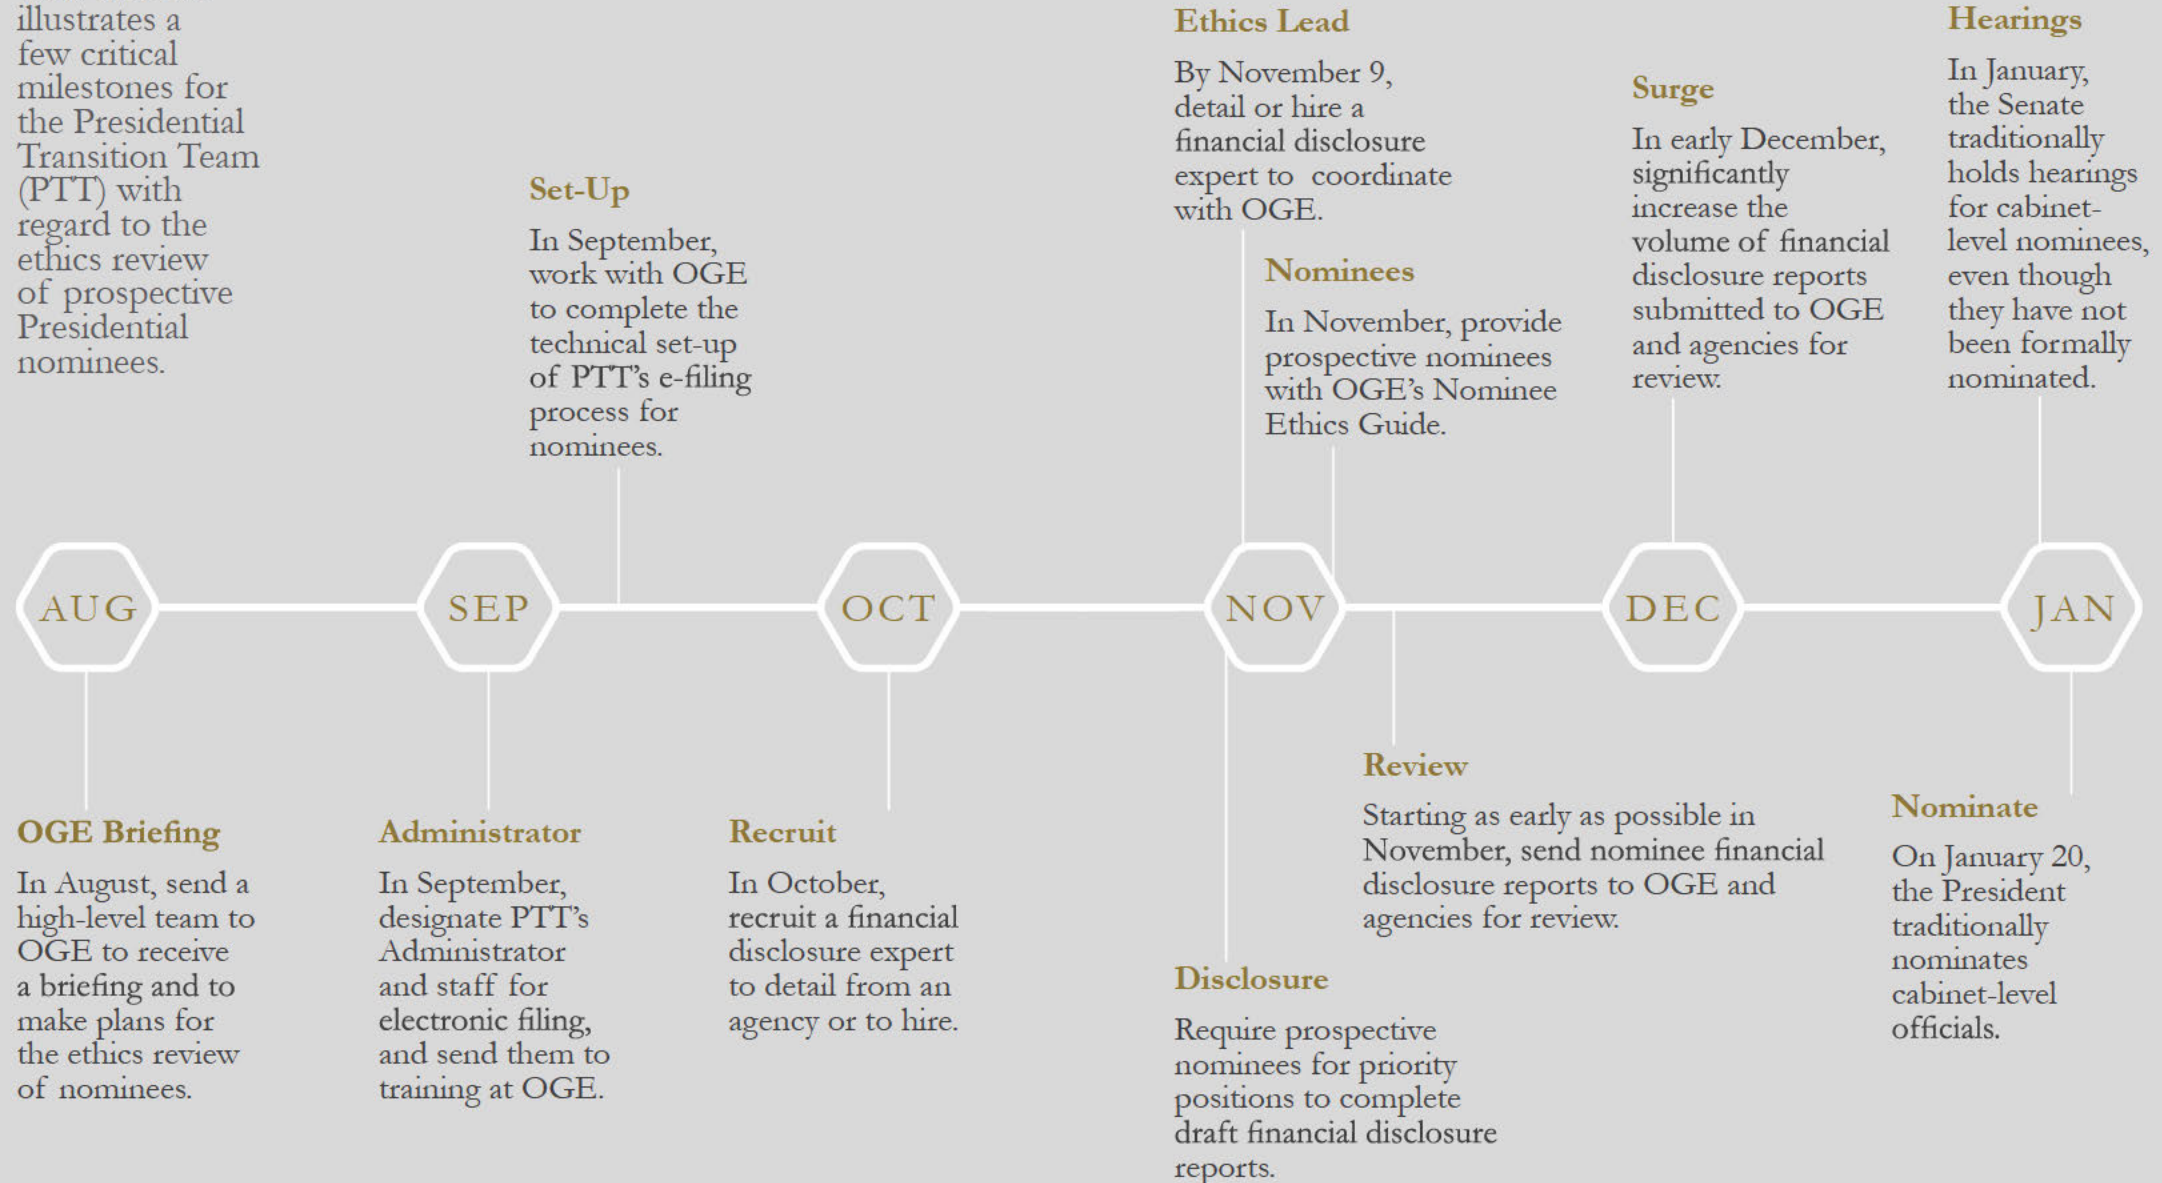 illustrates a
few critical
milestones for
the Presidential
Transition Team
(PTT) with
regard to the
ethics review
of prospective
Presidential
nominees.
Set-Up
In September,
work with OGE
to complete the
technical set-up
of PTT's e-filing
process for
nominees.
Ethics Lead
By November 9,
detail or hire a
financial disclosure
expert to coordinate
with OGE.
Nominees
In November, provide
prospective nominees
with OGE's Nominee
Ethics Guide.
Surge
In early December,
significantly
increase the
volume of financial
disclosure reports
submitted to OGE
and agencies for
review.
Hearings
In January,
the Senate
traditionally
holds hearings
for cabinet-
level nominees,
even though
they have not
been formally
nominated.
AUG
SEP
OCT
NOV
DEC
JAN
OGE Briefing
In August, send a
high-level team to
OGE to receive
a briefing and to
make plans for
the ethics review
of nominees.
Administrator
In September,
designate PTT's
Administrator
and staff for
electronic filing,
and send them to
training at OGE.
Recruit
In October,
recruit a financial
disclosure expert
to detail from an
agency or to hire.
Disclosure
Require prospective
nominees for priority
positions to complete
draft financial disclosure
reports.
Review
Starting as early as possible in
November, send nominee financial
disclosure reports to OGE and
agencies for review.
Nominate
On January 20,
the President
traditionally
nominates
cabinet-level
officials.